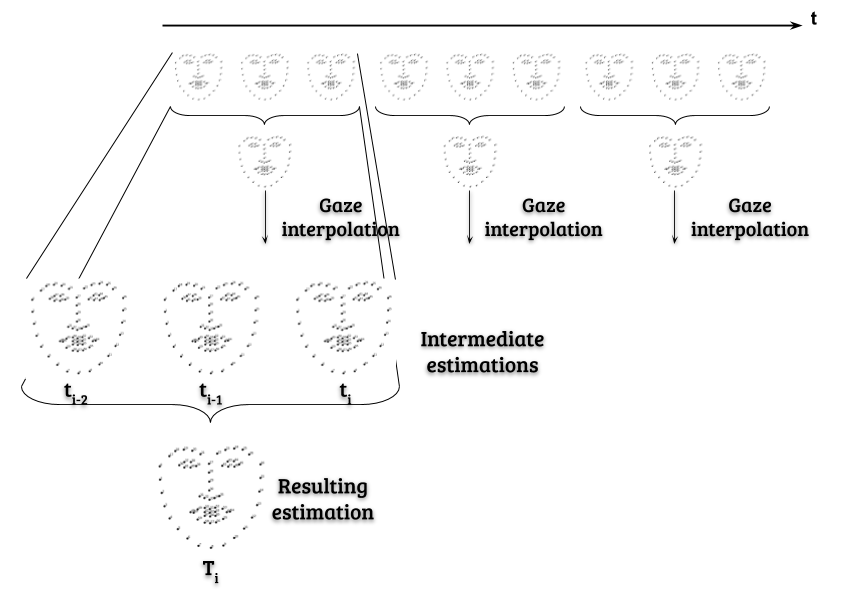 t
Gaze
interpolation
Gaze
interpolation
Gaze
interpolation
Intermediate
estimations
t_{i-2} t_{i-1} t_i
Resulting
estimation
T_i